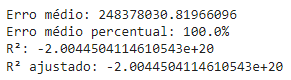 Erro médio: 248378030.81966096
Erro médio percentual: 100.0%
R²: -2.0044504114610543e+20
R² ajustado: -2.0044504114610543e+20